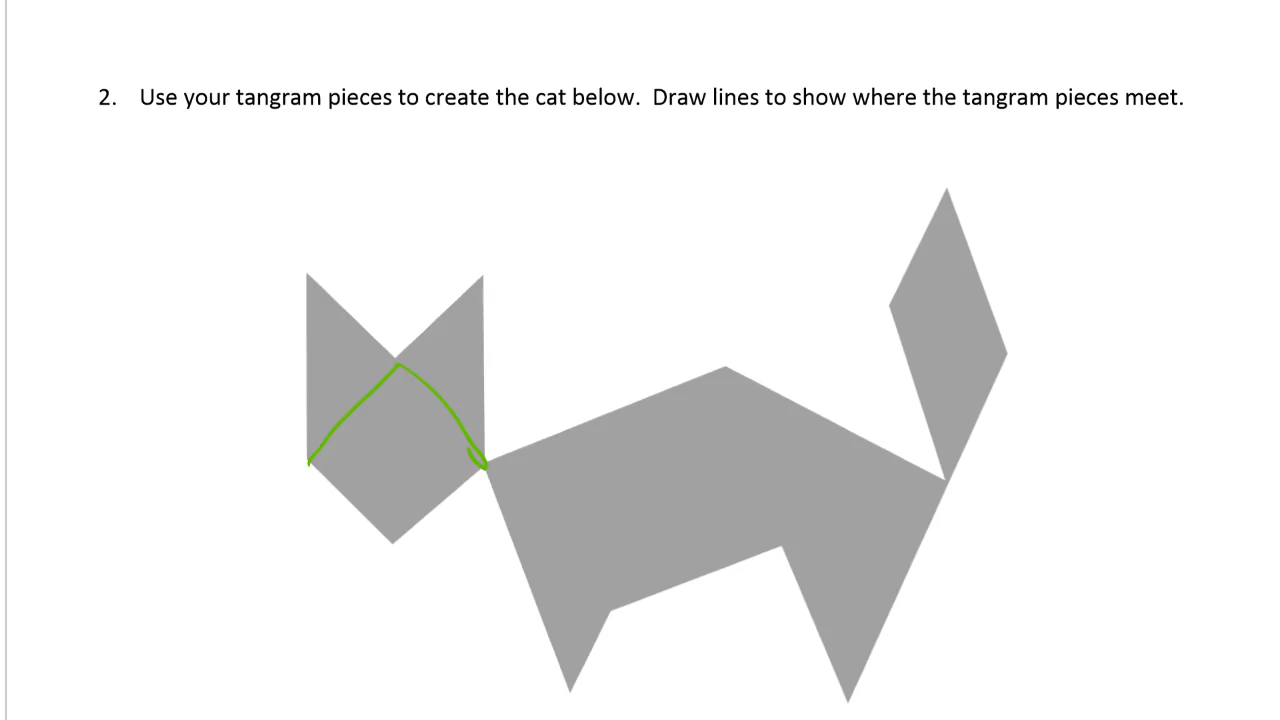 2. Use your tangram pieces to create the cat below. Draw lines to show where the tangram pieces meet.